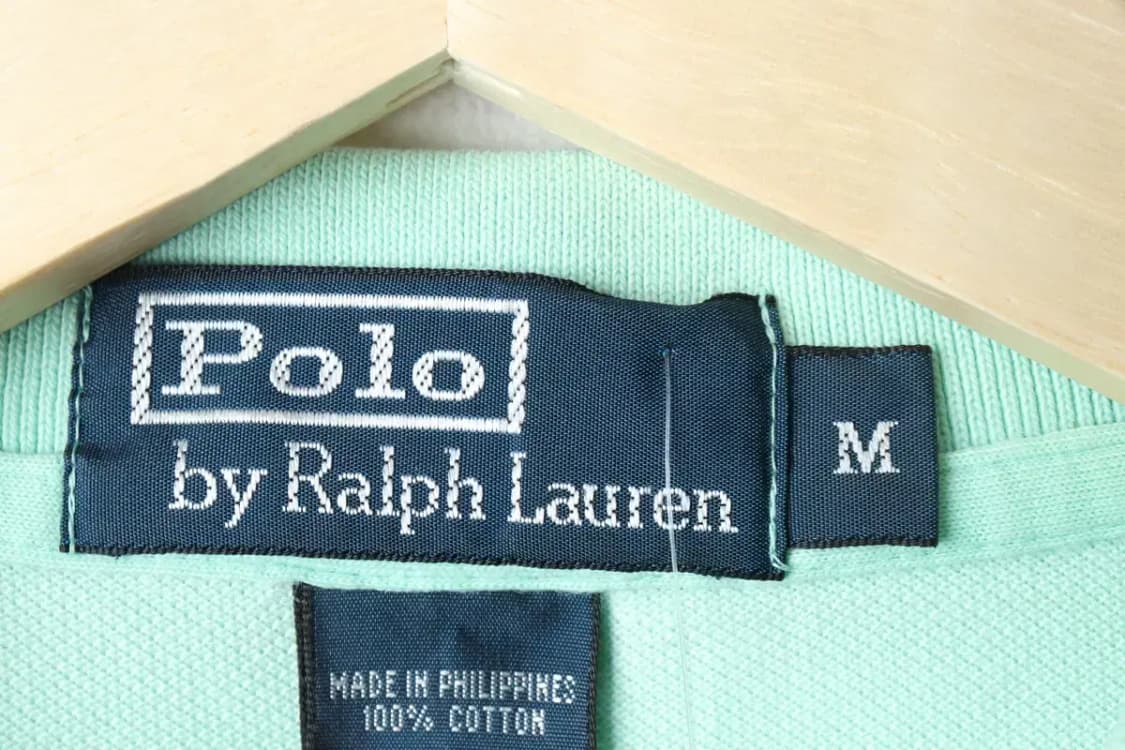 Polo
by Ralph Lauren
M
MADE IN PHILIPPINES
100% COTTON